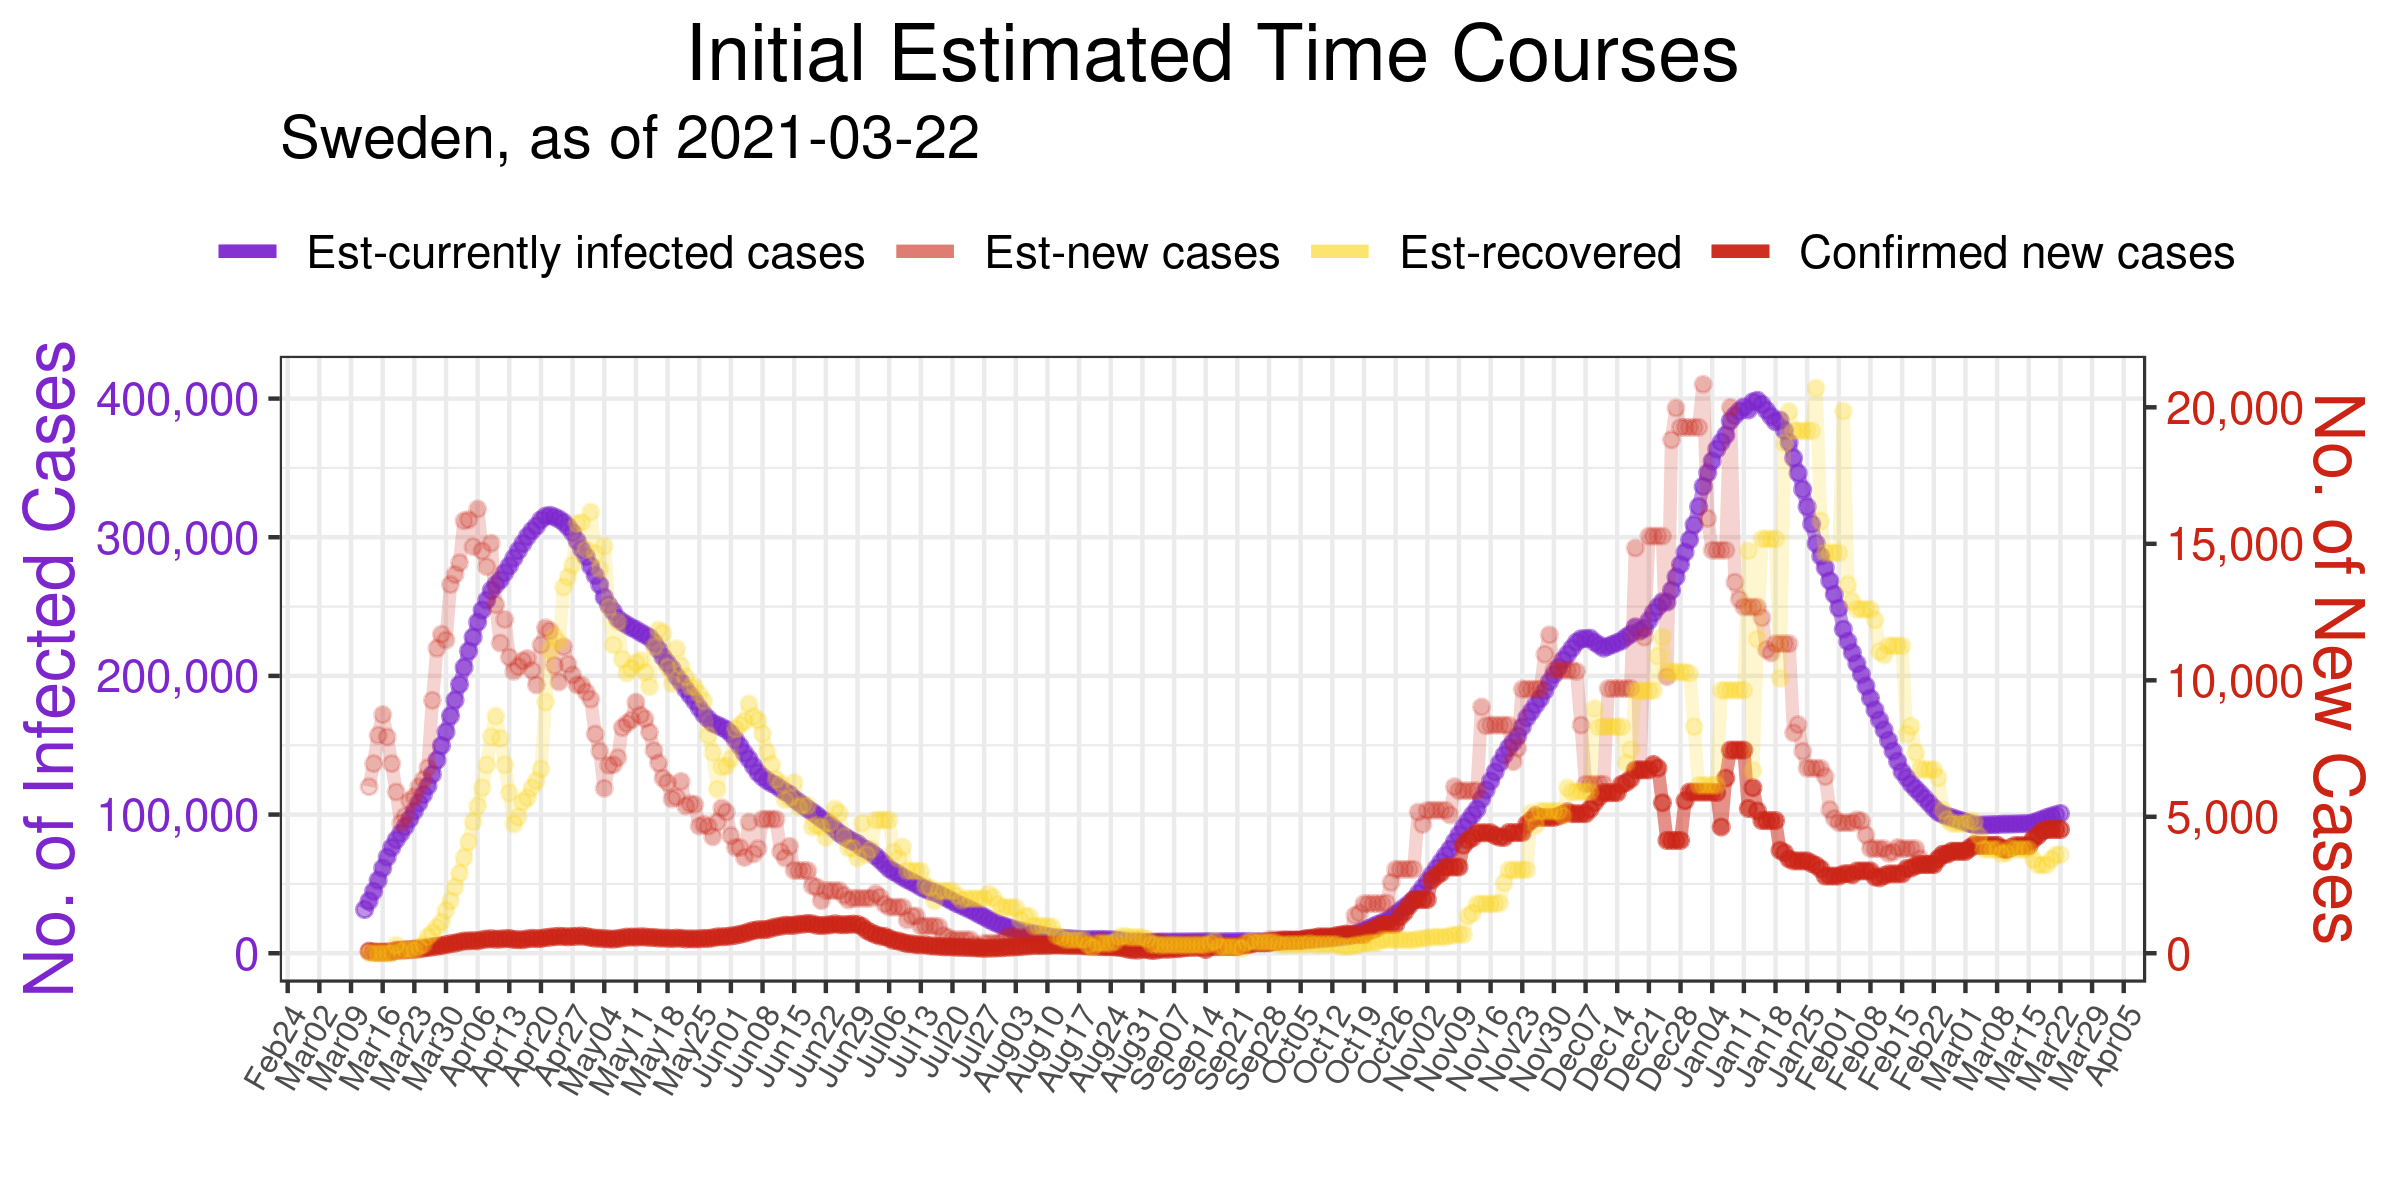 Initial Estimated Time Courses
Sweden, as of 2021-03-22
Est-currently infected cases Est-new cases Est-recovered Confirmed new cases
No. of Infected Cases
400,000
300,000
200,000
100,000
0
20,000
15,000
10,000
5,000
0
No. of New Cases
Feb24 Mar02 Mar09 Mar16 Mar23 Mar30 Apr06 Apr13 Apr20 Apr27 May04 May11 May18 May25 Jun01 Jun08 Jun15 Jun22 Jun29 Jul06 Jul13 Jul20 Jul27 Aug03 Aug10 Aug17 Aug24 Aug31 Sep07 Sep14 Sep21 Sep28 Oct05 Oct12 Oct19 Oct26 Nov02 Nov09 Nov16 Nov23 Nov30 Dec07 Dec14 Dec21 Dec28 Jan04 Jan11 Jan18 Jan25 Feb01 Feb08 Feb15 Feb22 Mar01 Mar08 Mar15 Mar22 Mar29 Apr05